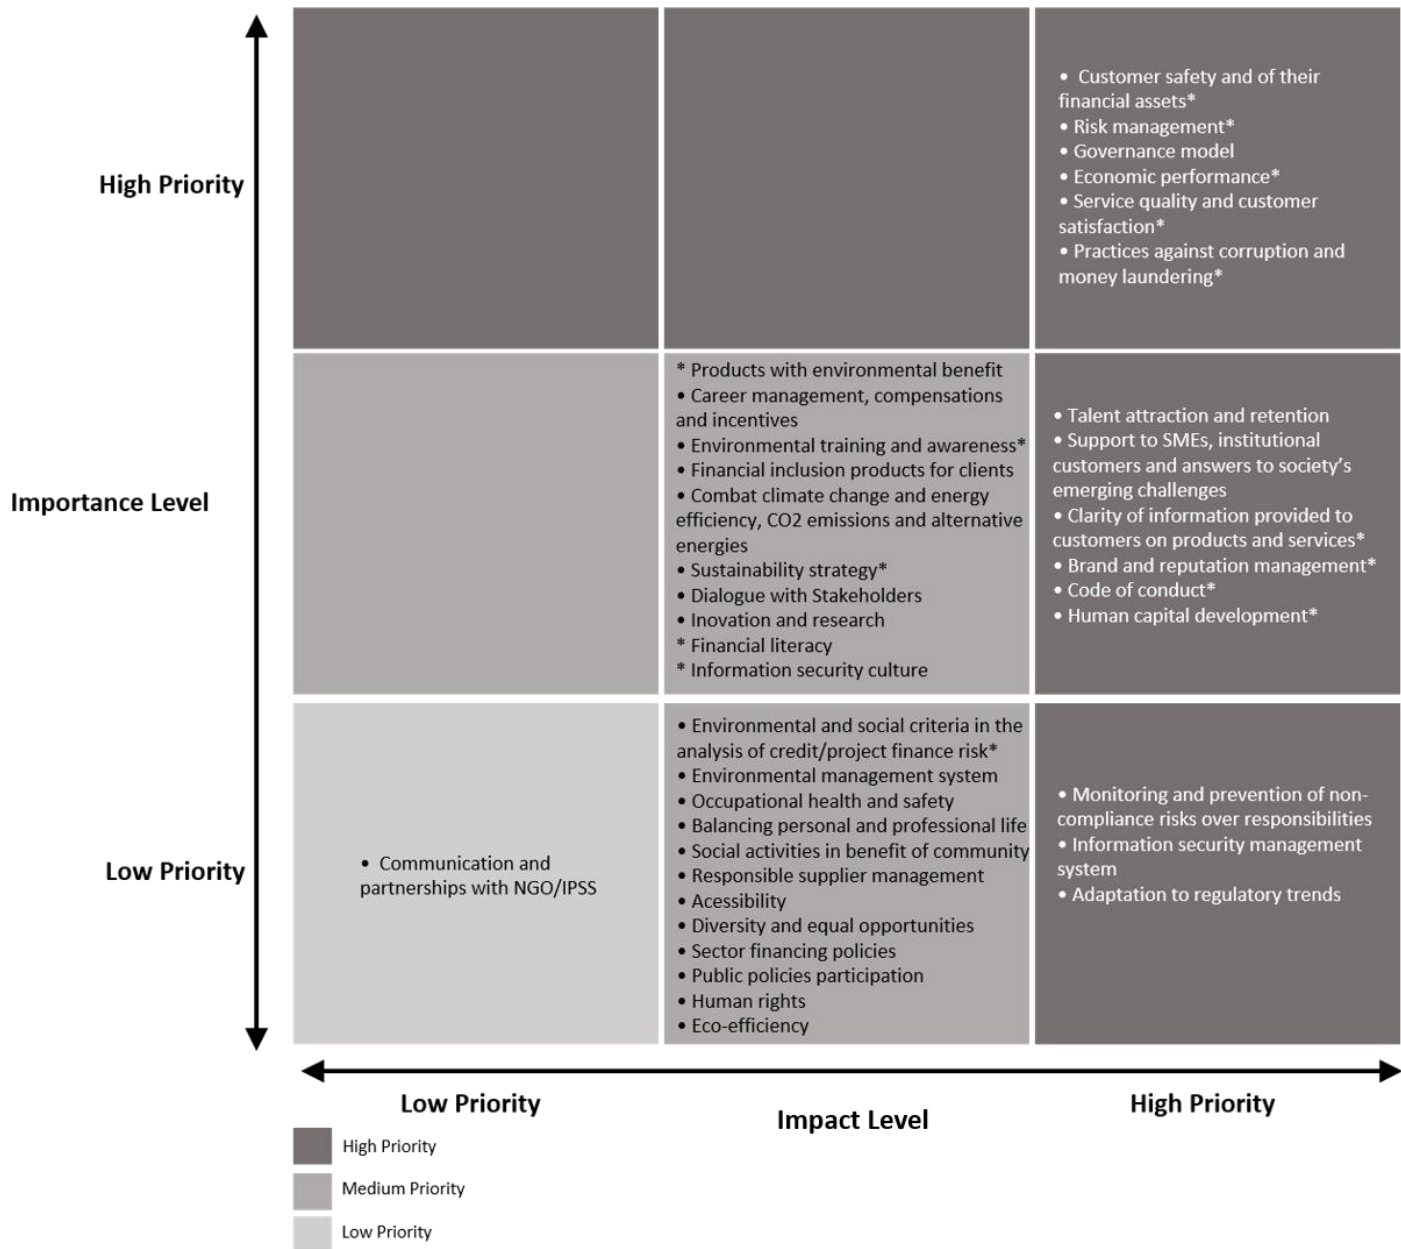 High Priority
Importance Level
Low Priority
• Customer safety and of their
financial assets*
• Risk management*
• Governance model
• Economic performance*
• Service quality and customer
satisfaction*
• Practices against corruption and
money laundering*
* Products with environmental benefit
• Career management, compensations
and incentives
• Environmental training and awareness*
• Financial inclusion products for clients
• Combat climate change and energy
efficiency, CO2 emissions and alternative
energies
• Sustainability strategy*
• Dialogue with Stakeholders
• Inovation and research
* Financial literacy
* Information security culture
• Talent attraction and retention
• Support to SMEs, institutional
customers and answers to society’s
emerging challenges
• Clarity of information provided to
customers on products and services*
• Brand and reputation management*
• Code of conduct*
• Human capital development*
• Communication and
partnerships with NGO/IPSS
• Environmental and social criteria in the
analysis of credit/project finance risk*
• Environmental management system
• Occupational health and safety
• Balancing personal and professional life
• Social activities in benefit of community
• Responsible supplier management
• Acessibility
• Diversity and equal opportunities
• Sector financing policies
• Public policies participation
• Human rights
• Eco-efficiency
• Monitoring and prevention of non-
compliance risks over responsibilities
• Information security management
system
• Adaptation to regulatory trends
Low Priority
Impact Level
High Priority
High Priority
Medium Priority
Low Priority